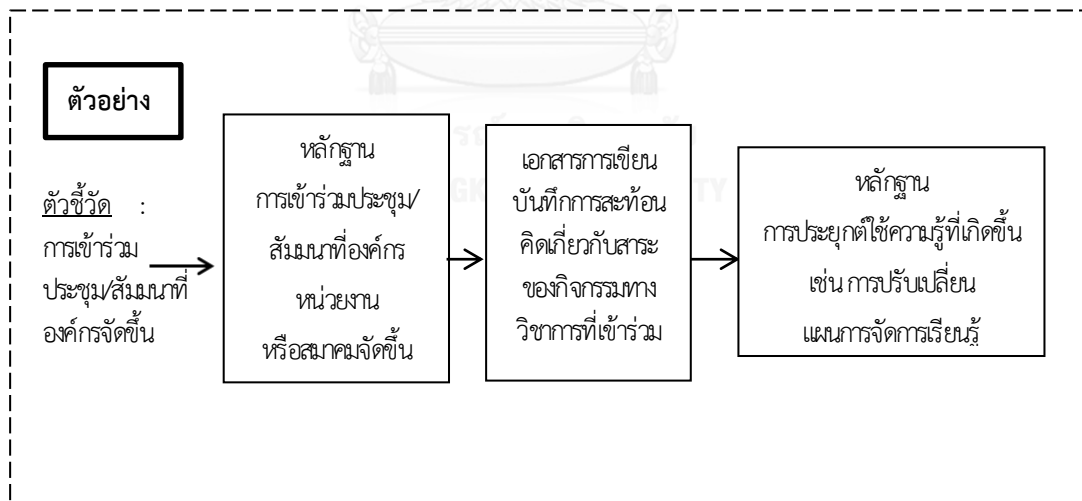 ตัวอย่าง
ตัวชี้วัด :
การเข้าร่วม
ประชุม/สัมมนาที่
องค์กรจัดขึ้น
หลักฐาน
การเข้าร่วมประชุม/
สัมมนาที่องค์กร
หน่วยงาน
หรือสมาคมจัดขึ้น
เอกสารการเขียน
บันทึกการสะท้อน
คิดเกี่ยวกับสาระ
ของกิจกรรมทาง
วิชาการที่เข้าร่วม
หลักฐาน
การประยุกต์ใช้ความรู้ที่เกิดขึ้น
เช่น การปรับเปลี่ยน
แผนการจัดการเรียนรู้